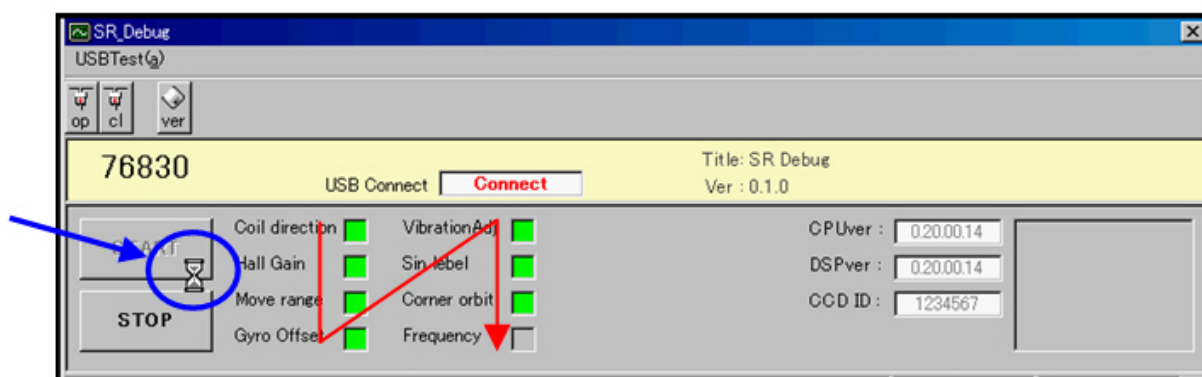 SR_Debug
USBTest(a)
op cl ver
76830
USB Connect Connect
Title: SR Debug
Ver : 0.1.0
START
STOP
Coil direction
Hall Gain
Move range
Gyro Offset
VibrationAdj
Sin lebel
Corner orbit
Frequency
CPUver : 0.20.00.14
DSPver : 0.20.00.14
CCD ID : 1234567